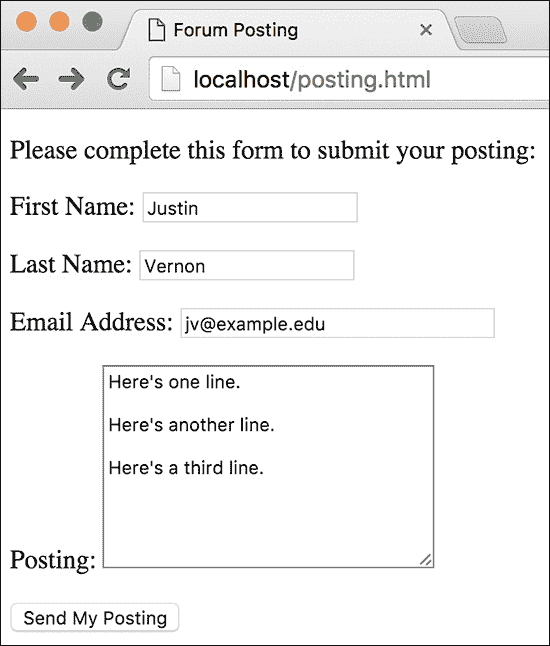 Forum Posting
localhost/posting.html
Please complete this form to submit your posting:
First Name: Justin
Last Name: Vernon
Email Address: jv@example.edu
Here's one line.
Here's another line.
Here's a third line.
Posting:
Send My Posting